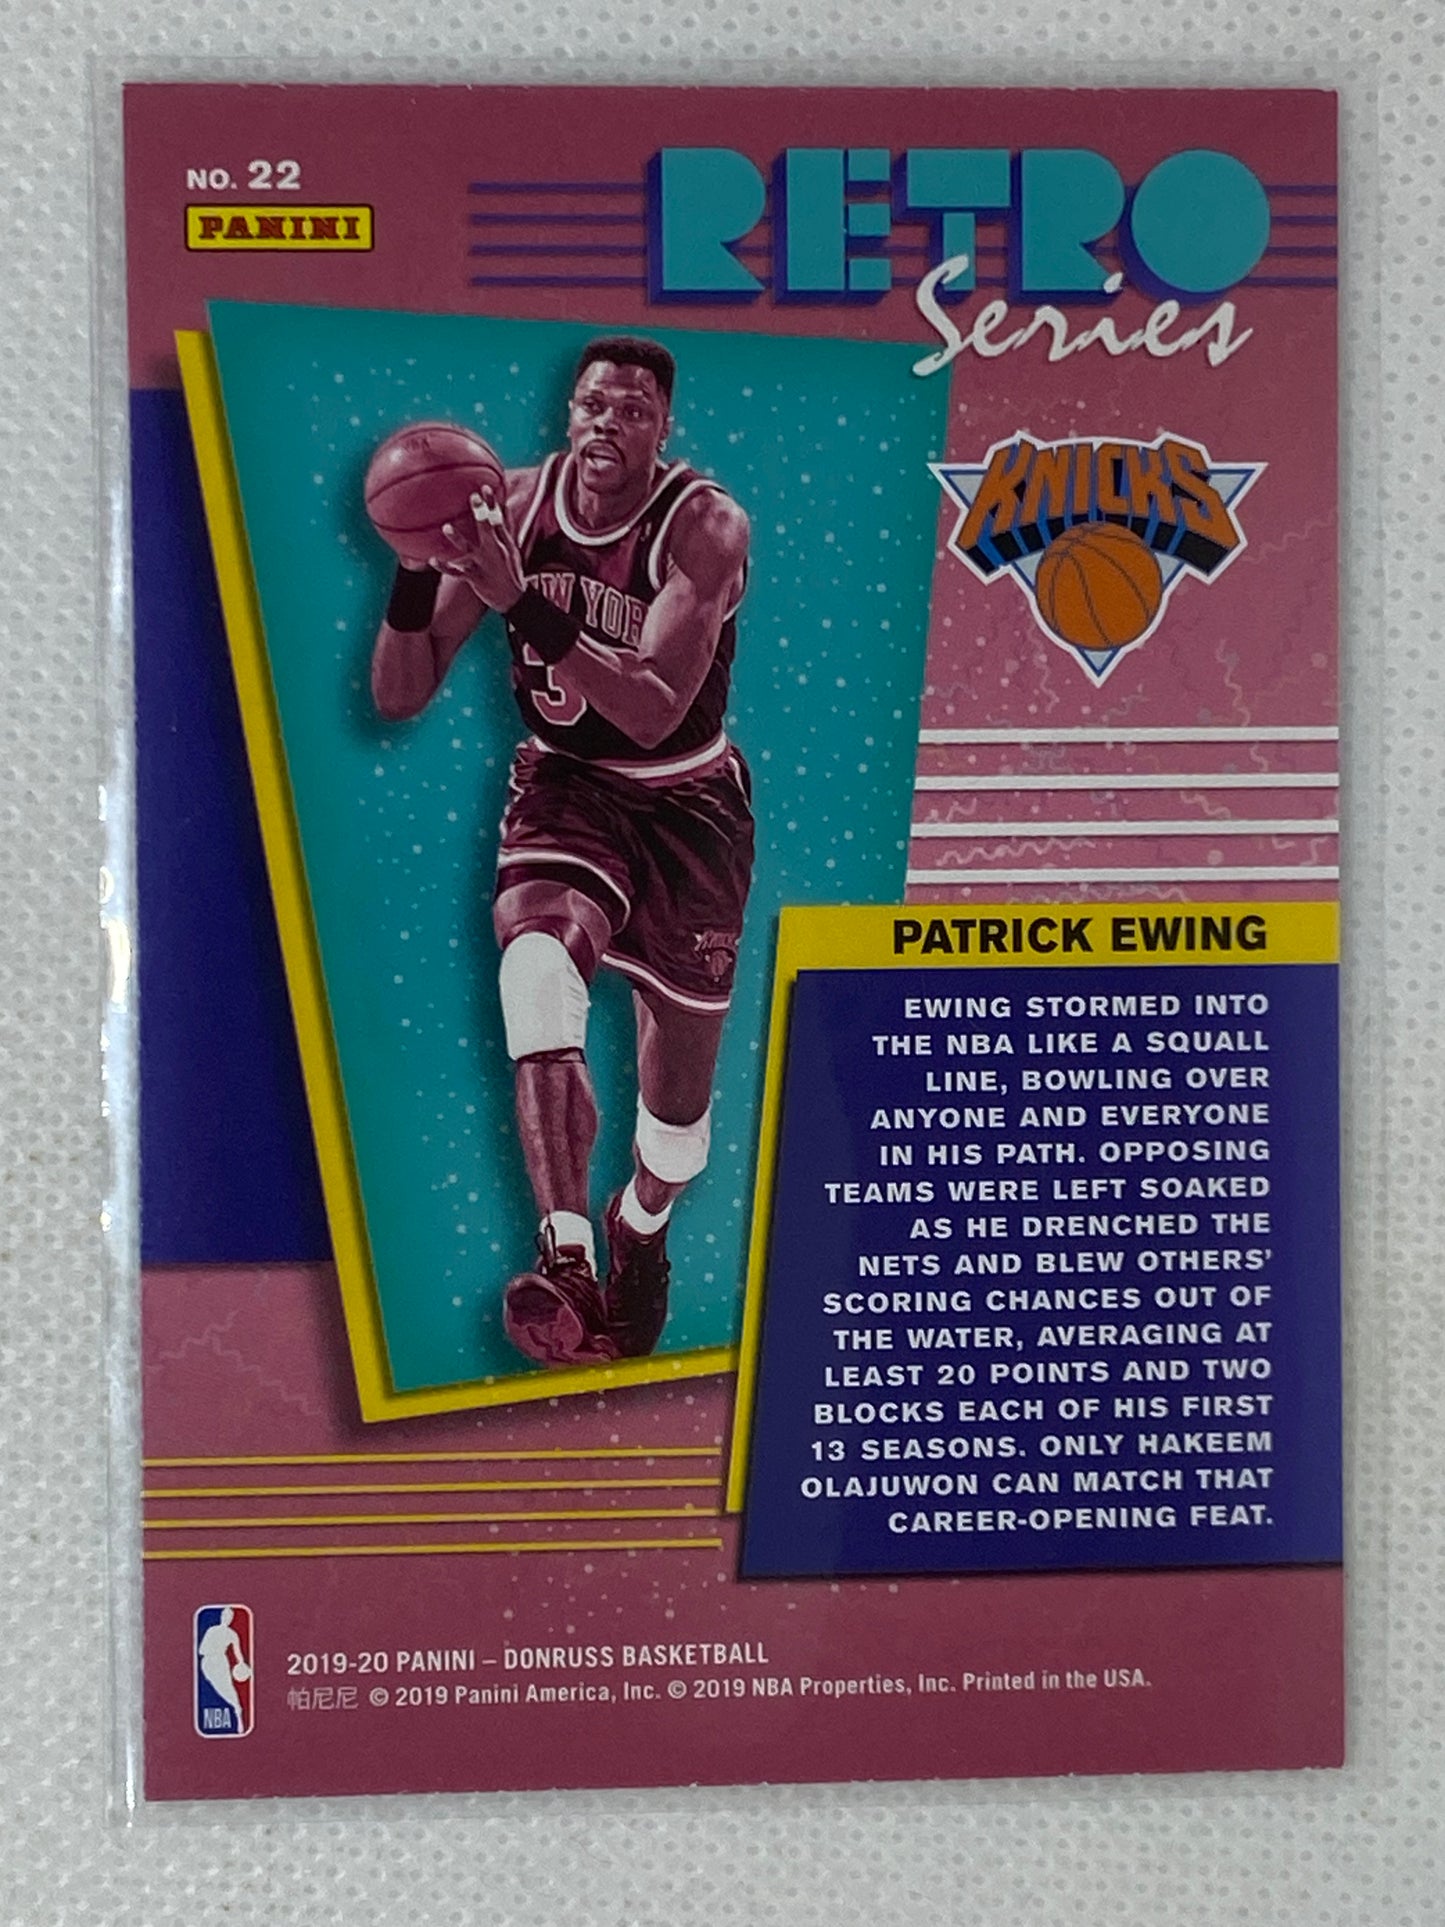 NO. 22
PANINI
RETRO
Series
KNICKS
NEW YORK
3
KNICKS
PATRICK EWING
EWING STORMED INTO
THE NBA LIKE A SQUALL
LINE, BOWLING OVER
ANYONE AND EVERYONE
IN HIS PATH. OPPOSING
TEAMS WERE LEFT SOAKED
AS HE DRENCHED THE
NETS AND BLEW OTHERS’
SCORING CHANCES OUT OF
THE WATER, AVERAGING AT
LEAST 20 POINTS AND TWO
BLOCKS EACH OF HIS FIRST
13 SEASONS. ONLY HAKEEM
OLAJUWON CAN MATCH THAT
CAREER-OPENING FEAT.
NBA
2019-20 PANINI – DONRUSS BASKETBALL
帕尼尼 © 2019 Panini America, Inc. © 2019 NBA Properties, Inc. Printed in the USA.